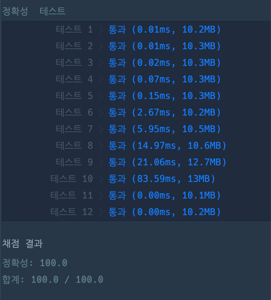 정확성  테스트
테스트 1 통과 (0.01ms, 10.2MB)
테스트 2 통과 (0.01ms, 10.3MB)
테스트 3 통과 (0.02ms, 10.3MB)
테스트 4 통과 (0.07ms, 10.3MB)
테스트 5 통과 (0.15ms, 10.3MB)
테스트 6 통과 (2.67ms, 10.2MB)
테스트 7 통과 (5.95ms, 10.5MB)
테스트 8 통과 (14.97ms, 10.6MB)
테스트 9 통과 (21.06ms, 12.7MB)
테스트 10 통과 (83.59ms, 13MB)
테스트 11 통과 (0.00ms, 10.1MB)
테스트 12 통과 (0.00ms, 10.2MB)
채점 결과
정확성: 100.0
합계: 100.0 / 100.0